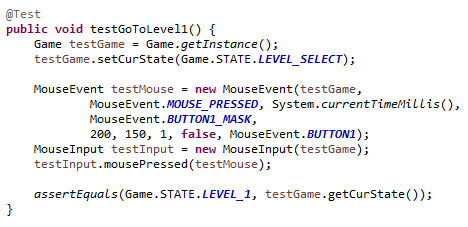 @Test
public void testGoToLevel1() {
    Game testGame = Game.getInstance();
    testGame.setCurState(Game.STATE.LEVEL_SELECT);

    MouseEvent testMouse = new MouseEvent(testGame,
            MouseEvent.MOUSE_PRESSED, System.currentTimeMillis(),
            MouseEvent.BUTTON1_MASK,
            200, 150, 1, false, MouseEvent.BUTTON1);
    MouseInput testInput = new MouseInput(testGame);
    testInput.mousePressed(testMouse);

    assertEquals(Game.STATE.LEVEL_1, testGame.getCurState());
}